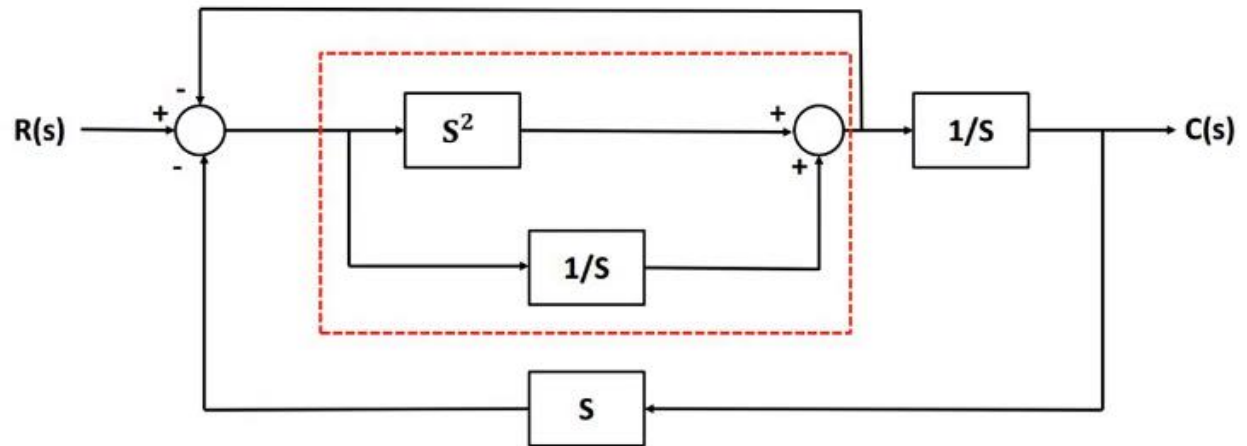 -
R(s)
+
S²
+
1/S
C(s)
-
+
1/S
S